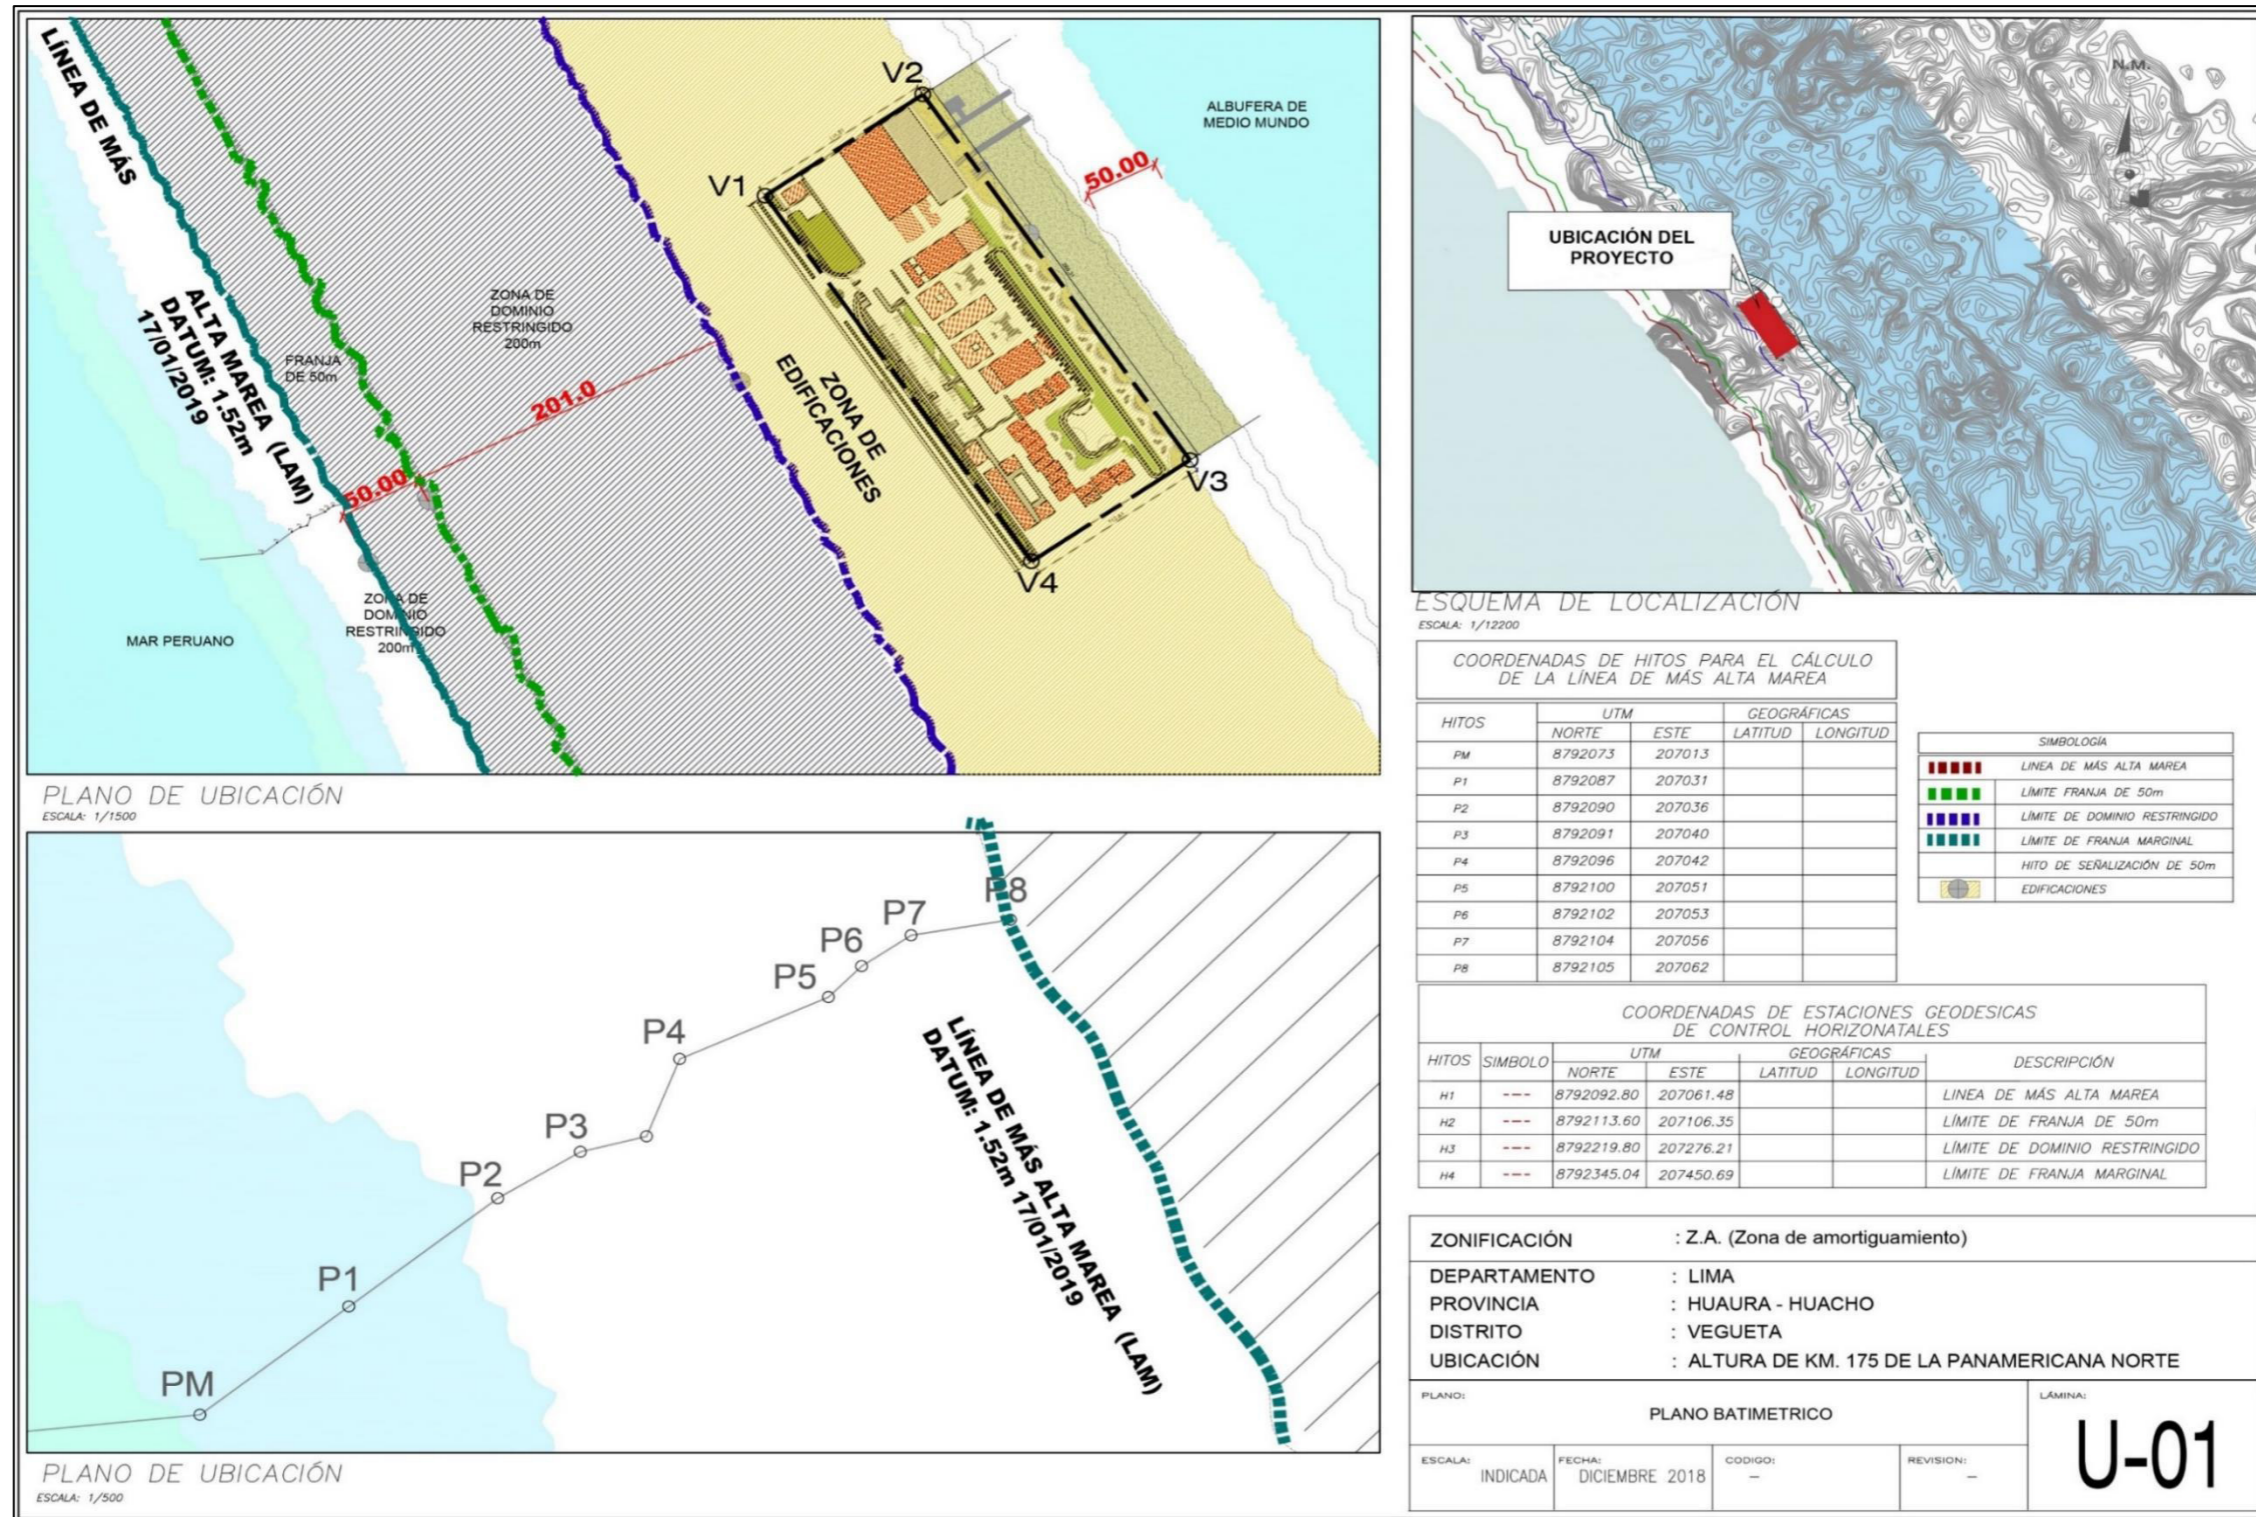 LÍNEA DE MÁS
ALTA MAREA (LAM)
DATUM: 1.52m
17/01/2019
FRANJA
DE 50m
ZONA DE
DOMINIO
RESTRINGIDO
200m
201.0
50.00
ZONA DE
DOMINIO
RESTRINGIDO
200m
MAR PERUANO
ZONA DE
EDIFICACIONES
V1
V2
V3
V4
50.00
ALBUFERA DE
MEDIO MUNDO
PLANO DE UBICACIÓN
ESCALA: 1/1500
PM
P1
P2
P3
P4
P5
P6
P7
P8
LÍNEA DE MÁS ALTA MAREA (LAM)
DATUM: 1.52m 17/01/2019
PLANO DE UBICACIÓN
ESCALA: 1/500
N.M.
UBICACIÓN DEL
PROYECTO
ESQUEMA DE LOCALIZACIÓN
ESCALA: 1/12200
COORDENADAS DE HITOS PARA EL CÁLCULO
DE LA LÍNEA DE MÁS ALTA MAREA
HITOS UTM GEOGRÁFICAS
NORTE ESTE LATITUD LONGITUD
PM 8792073 207013
P1 8792087 207031
P2 8792090 207036
P3 8792091 207040
P4 8792096 207042
P5 8792100 207051
P6 8792102 207053
P7 8792104 207056
P8 8792105 207062
SIMBOLOGÍA
LINEA DE MÁS ALTA MAREA
LÍMITE FRANJA DE 50m
LÍMITE DE DOMINIO RESTRINGIDO
LÍMITE DE FRANJA MARGINAL
HITO DE SEÑALIZACIÓN DE 50m
EDIFICACIONES
COORDENADAS DE ESTACIONES GEODESICAS
DE CONTROL HORIZONTALES
HITOS SIMBOLO UTM GEOGRÁFICAS DESCRIPCIÓN
NORTE ESTE LATITUD LONGITUD
H1 8792092.80 207061.48 LINEA DE MÁS ALTA MAREA
H2 8792113.60 207106.35 LÍMITE DE FRANJA DE 50m
H3 8792219.80 207276.21 LÍMITE DE DOMINIO RESTRINGIDO
H4 8792345.04 207450.69 LÍMITE DE FRANJA MARGINAL
ZONIFICACIÓN : Z.A. (Zona de amortiguamiento)
DEPARTAMENTO : LIMA
PROVINCIA : HUAURA - HUACHO
DISTRITO : VEGUETA
UBICACIÓN : ALTURA DE KM. 175 DE LA PANAMERICANA NORTE
PLANO:
PLANO BATIMETRICO
LÁMINA:
U-01
ESCALA: INDICADA
FECHA: DICIEMBRE 2018
CODIGO: –
REVISION: –